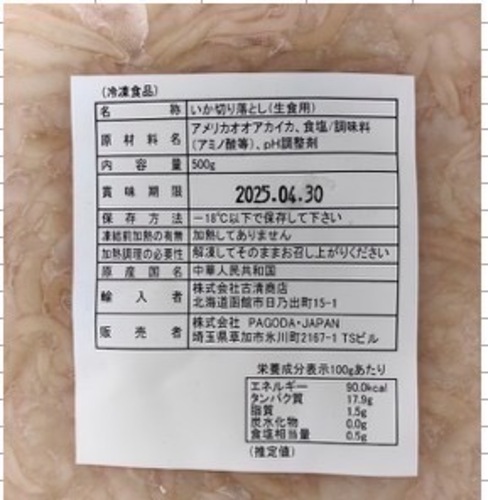 (冷凍食品)
名 称 いか切り落とし(生食用)
原材料名 アメリカオオアカイカ、食塩/調味料
(アミノ酸等)、pH調整剤
内容量 500g
賞味期限 2025.04.30
保存方法 -18℃以下で保存して下さい
凍結前加熱の有無 加熱してありません
加熱調理の必要性 解凍してそのままお召し上がりください
原産国名 中華人民共和国
輸入者 株式会社古清商店
北海道函館市日乃出町15-1
販売者 株式会社 PAGODA・JAPAN
埼玉県草加市氷川町2167-1 TSビル
栄養成分表示100gあたり
エネルギー 90.0kcal
タンパク質 17.9g
脂質 1.5g
炭水化物 0.0g
食塩相当量 0.5g
(推定値)